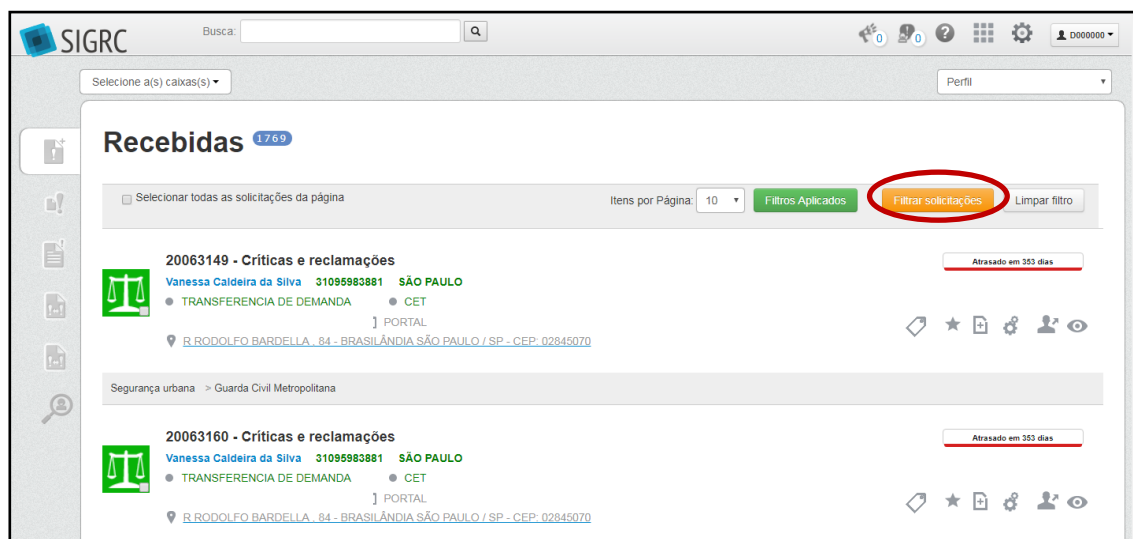 SIGRC
Busca:
0
0
?
D000000
Selecione a(s) caixas(s)
Perfil
Recebidas 1769
Selecionar todas as solicitações da página
Itens por Página: 10
Filtros Aplicados
Filtrar solicitações
Limpar filtro
20063149 - Críticas e reclamações
Atrasado em 353 dias
Vanessa Caldeira da Silva 31095983881 SÃO PAULO
TRANSFERENCIA DE DEMANDA CET
] PORTAL
R RODOLFO BARDELLA , 84 - BRASILÂNDIA SÃO PAULO / SP - CEP: 02845070
Segurança urbana > Guarda Civil Metropolitana
20063160 - Críticas e reclamações
Atrasado em 353 dias
Vanessa Caldeira da Silva 31095983881 SÃO PAULO
TRANSFERENCIA DE DEMANDA CET
] PORTAL
R RODOLFO BARDELLA , 84 - BRASILÂNDIA SÃO PAULO / SP - CEP: 02845070